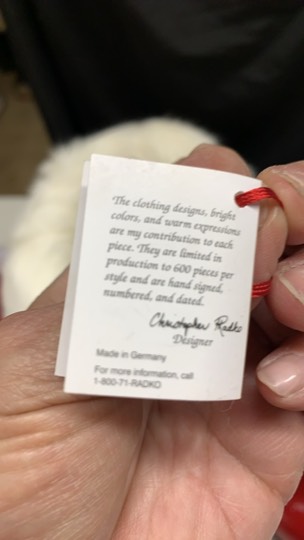 The clothing designs, bright
colors, and warm expressions
are my contribution to each
piece. They are limited in
production to 600 pieces per
style and are hand signed,
numbered, and dated.
Christopher Radko
Designer
Made in Germany
For more information, call
1-800-71-RADKO